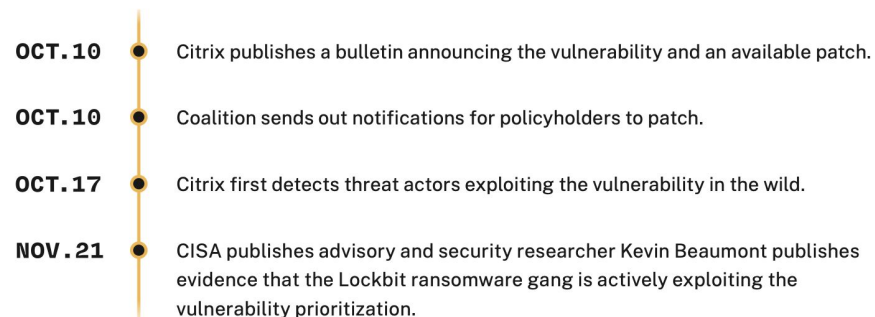 OCT.10 Citrix publishes a bulletin announcing the vulnerability and an available patch.
OCT.10 Coalition sends out notifications for policyholders to patch.
OCT.17 Citrix first detects threat actors exploiting the vulnerability in the wild.
NOV.21 CISA publishes advisory and security researcher Kevin Beaumont publishes
evidence that the Lockbit ransomware gang is actively exploiting the
vulnerability prioritization.